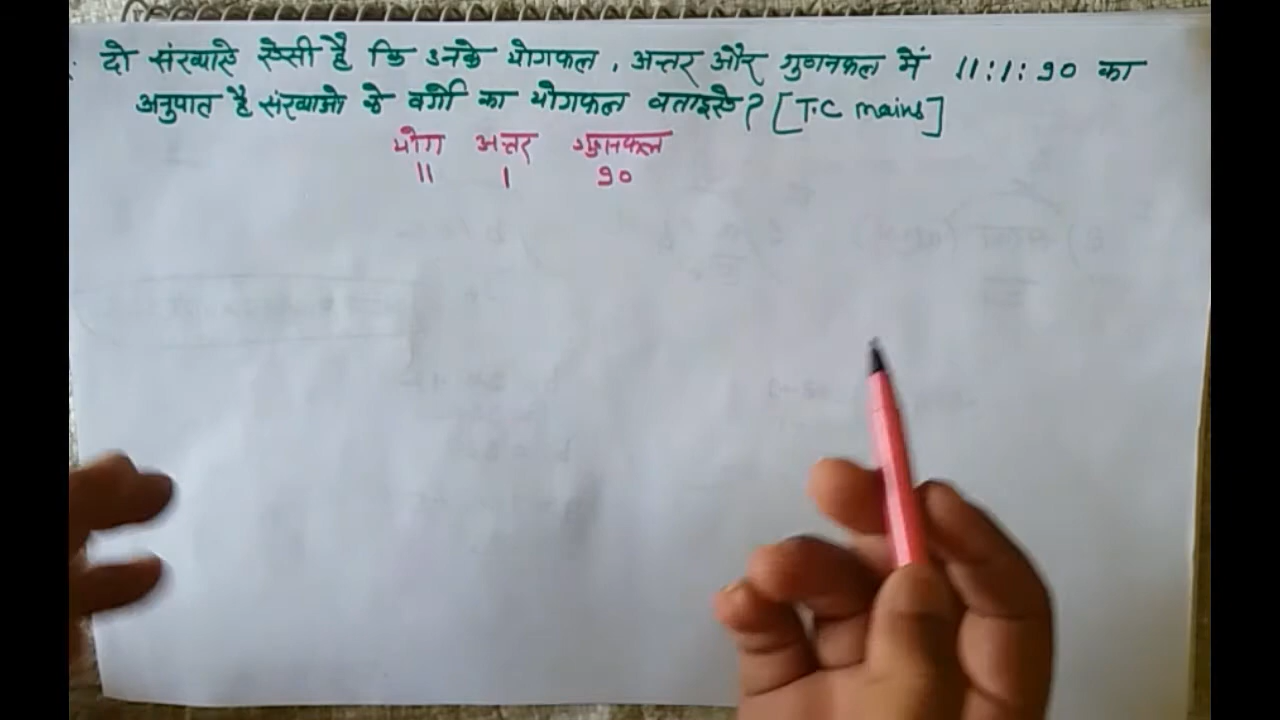 दो संख्याऐ ऐसी है कि उनके योगफल, अन्तर और गुणनफल में 11:1:90 का
अनुपात है संख्याओ के वर्गो का योगफल बताइऐ? [T.C mains]
योग अन्तर गुणनफल
11 1 90